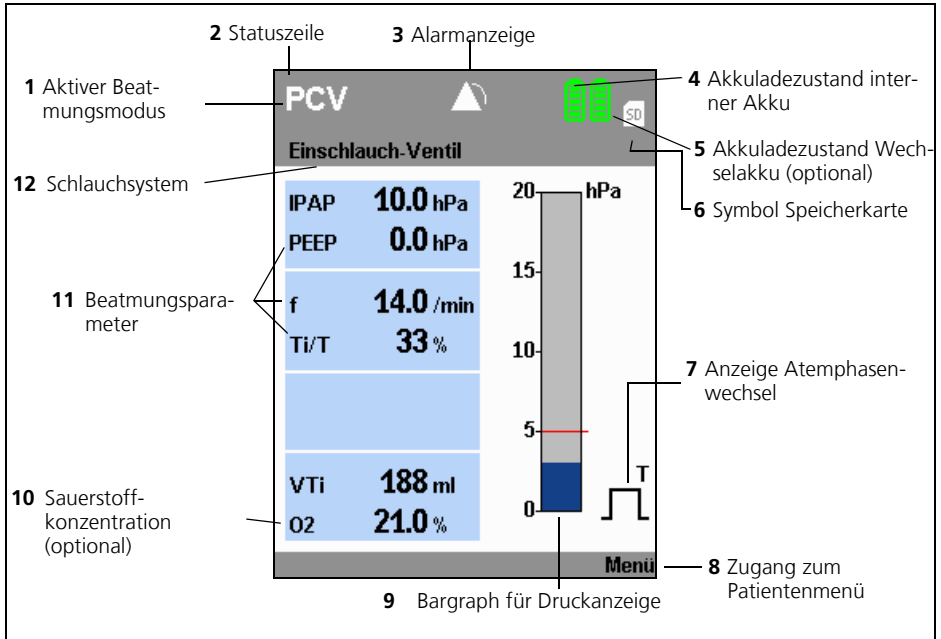 2 Statuszeile
3 Alarmanzeige
1 Aktiver Beat-
mungsmodus
PCV
SD
4 Akkuladezustand inter-
ner Akku
Einschlauch-Ventil
5 Akkuladezustand Wech-
selakku (optional)
12 Schlauchsystem
6 Symbol Speicherkarte
IPAP 10.0 hPa
PEEP 0.0 hPa
20 hPa
15
11 Beatmungspara-
meter
f 14.0 /min
Ti/T 33 %
10
7 Anzeige Atemphasen-
wechsel
5
T
VTi 188 ml
O2 21.0 %
0
10 Sauerstoff-
konzentration
(optional)
Menü
8 Zugang zum
Patientenmenü
9 Bargraph für Druckanzeige